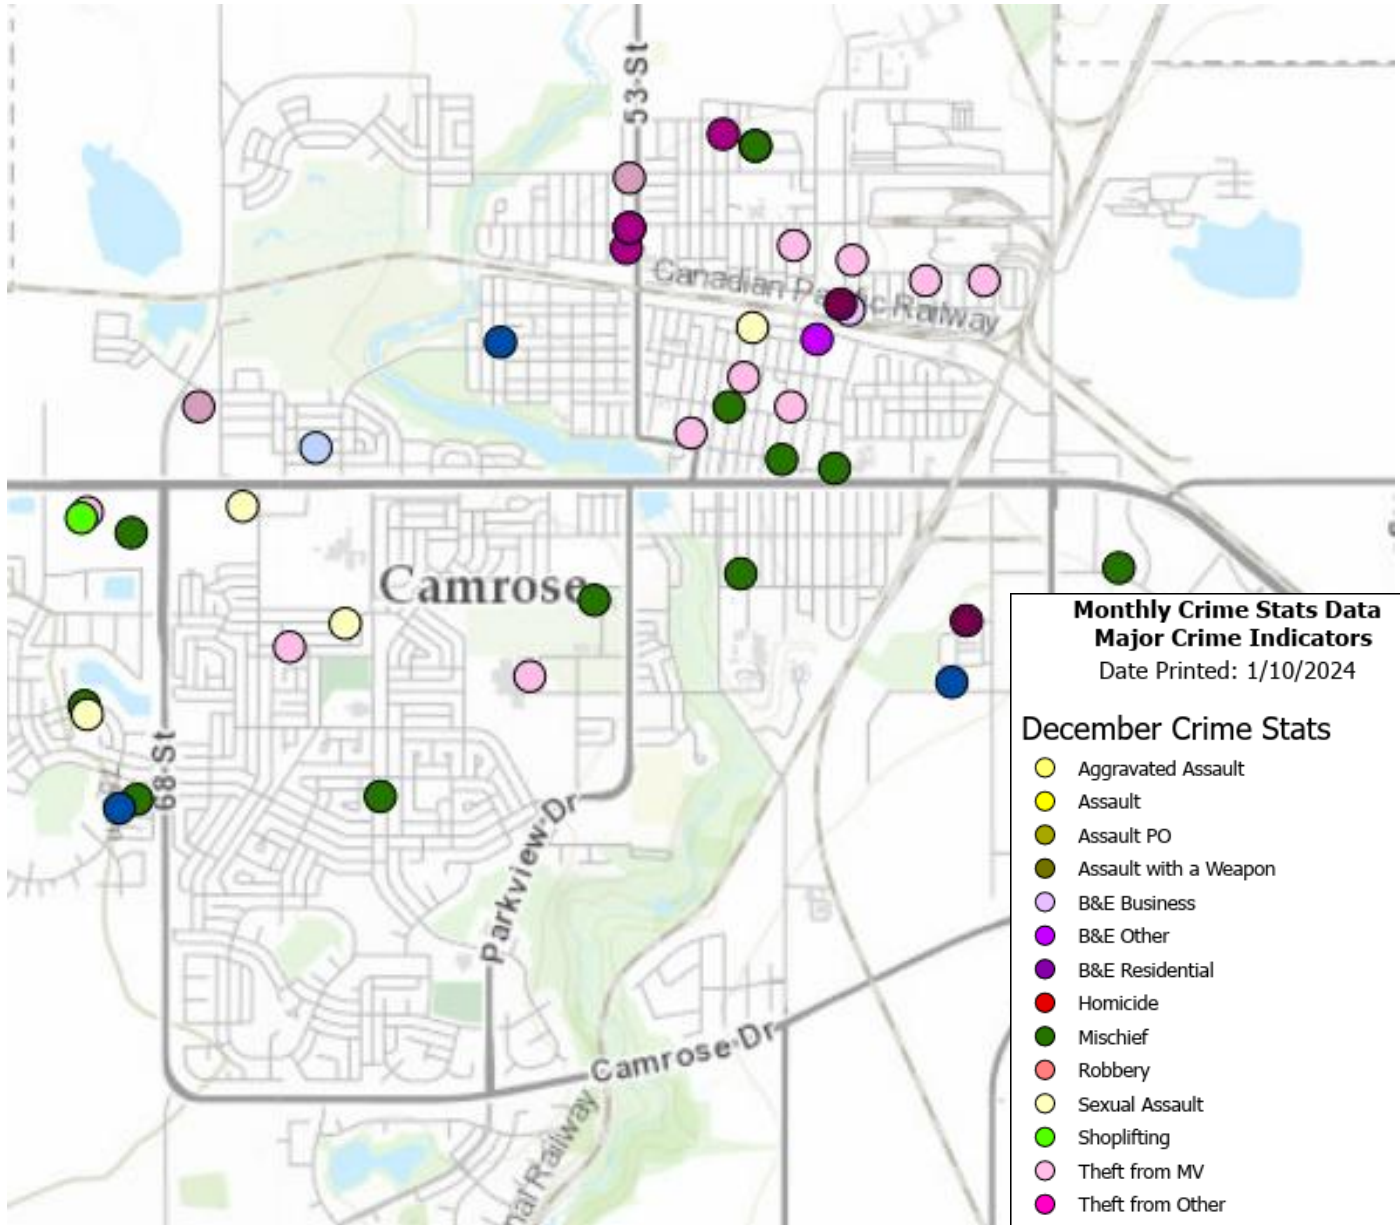 53 St
Canadian Pacific Railway
Camrose
68 St
Parkview Dr
Camrose Dr
nal Railway
Monthly Crime Stats Data
Major Crime Indicators
Date Printed: 1/10/2024
December Crime Stats
Aggravated Assault
Assault
Assault PO
Assault with a Weapon
B&E Business
B&E Other
B&E Residential
Homicide
Mischief
Robbery
Sexual Assault
Shoplifting
Theft from MV
Theft from Other